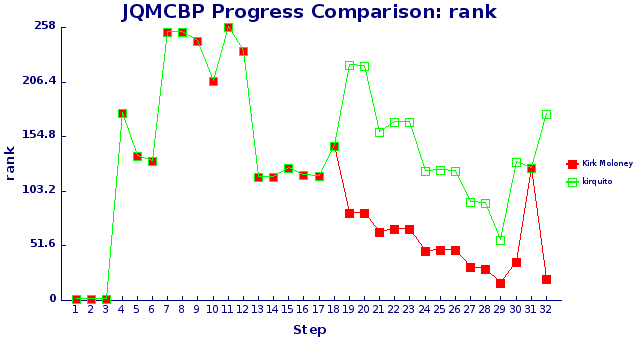 JQMCBP Progress Comparison: rank
258
206.4
154.8
103.2
51.6
0
rank
1 2 3 4 5 6 7 8 9 10 11 12 13 14 15 16 17 18 19 20 21 22 23 24 25 26 27 28 29 30 31 32
Step
Kirk Moloney
kirquito